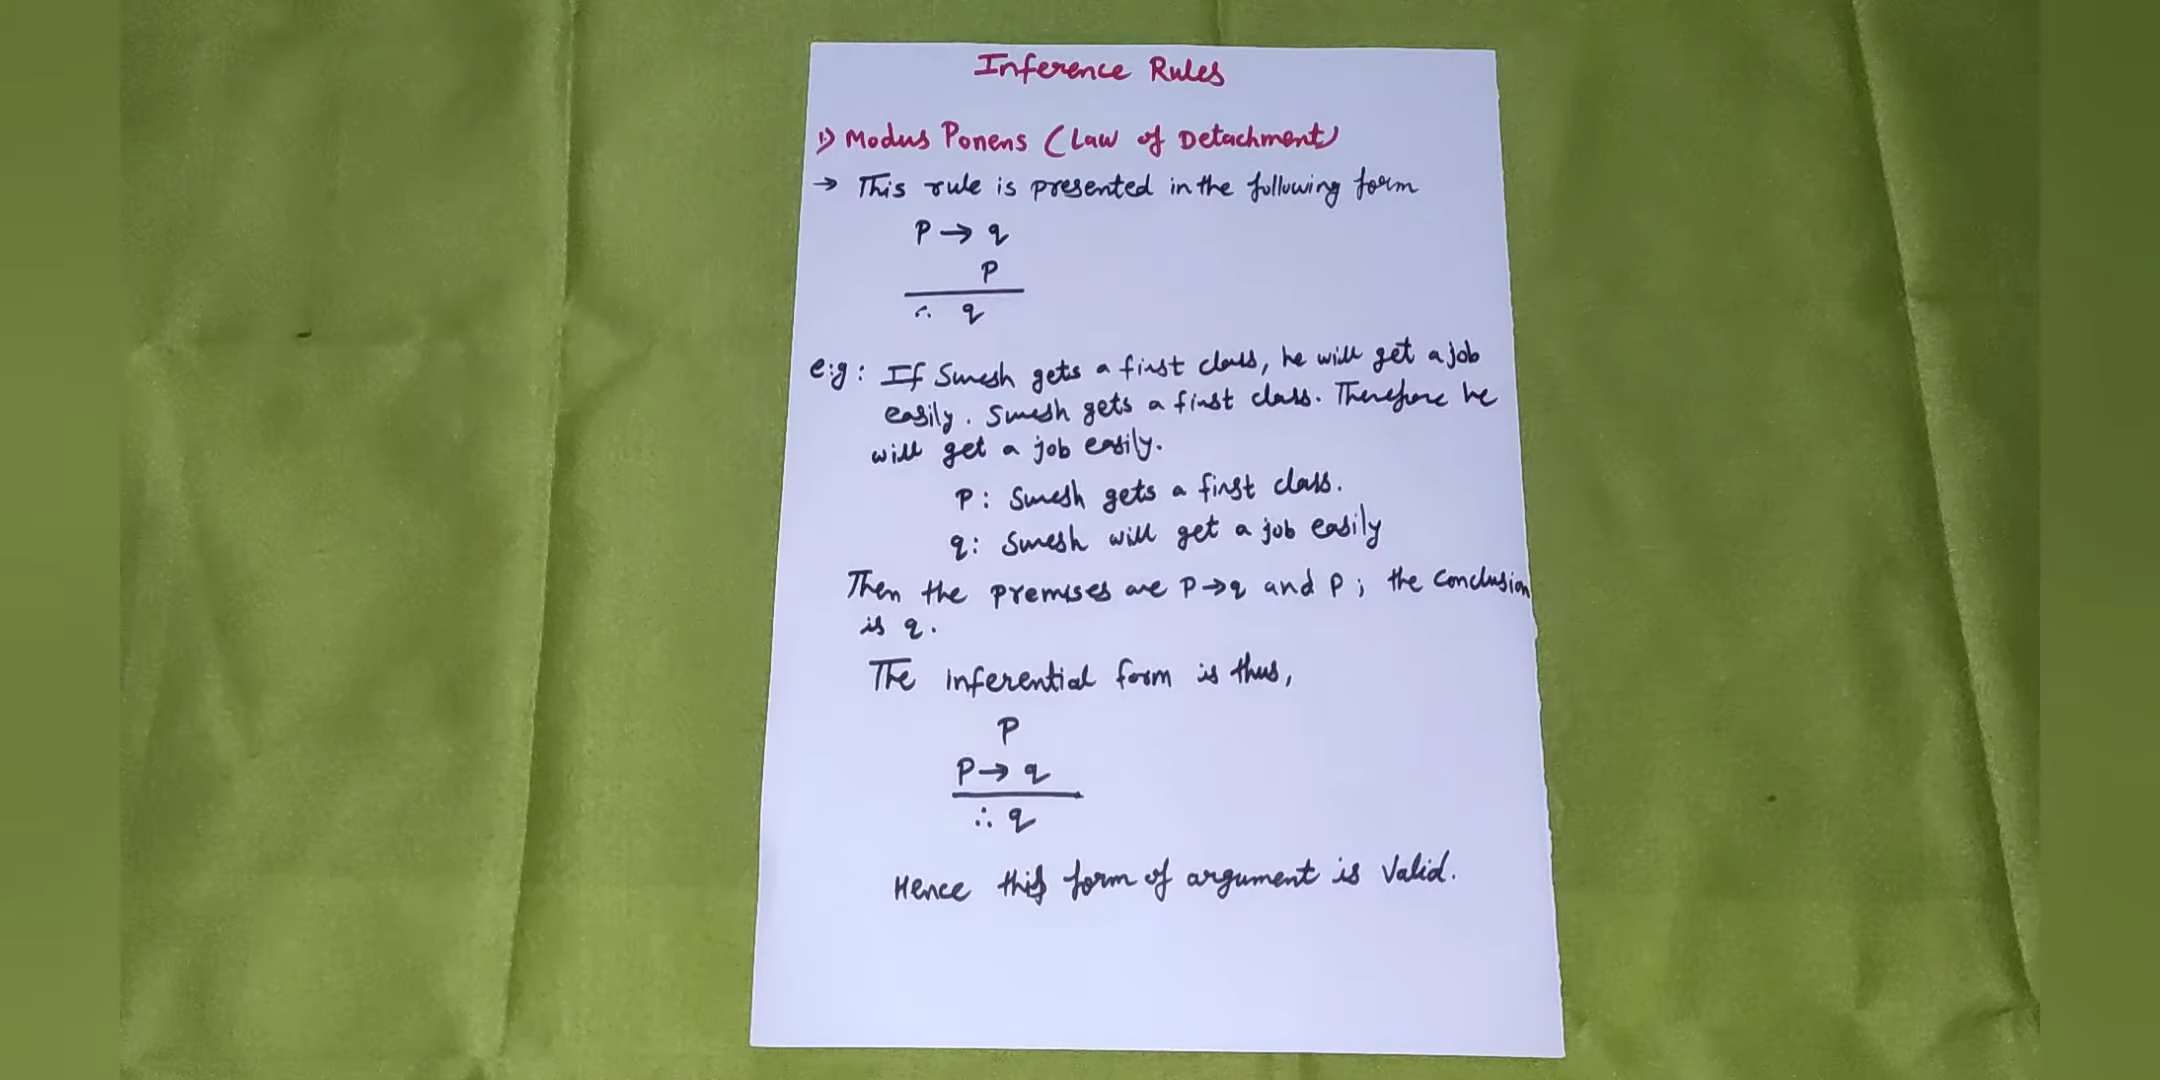 Inference Rules
1) Modus Ponens (Law of Detachment)
→ This rule is presented in the following form
P → q
P
∴ q
e.g: If Suresh gets a first class, he will get a job
easily. Suresh gets a first class. Therefore he
will get a job easily.
P: Suresh gets a first class.
q: Suresh will get a job easily
Then the premises are P→q and P; the conclusion
is q.
The inferential form is thus,
P
P → q
∴ q
Hence this form of argument is valid.